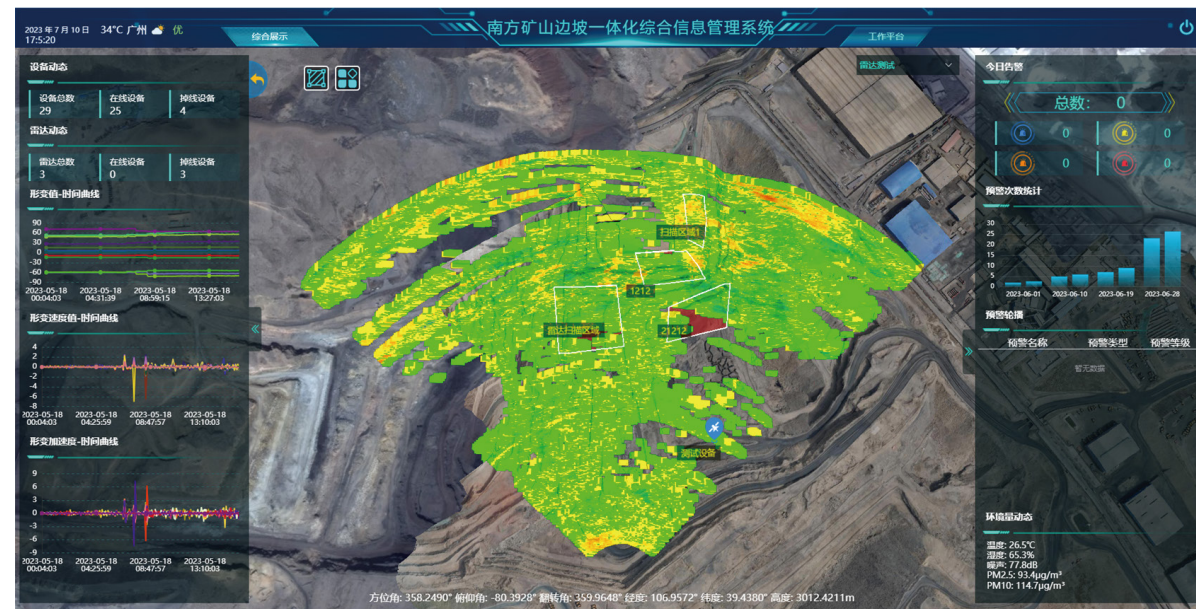 2023 年 7 月 10 日 34°C 广州 优
17:5:20
综合展示
南方矿山边坡一体化综合信息管理系统
工作平台
设备动态
设备总数 在线设备 掉线设备
29 25 4
雷达动态
雷达总数 在线设备 掉线设备
3 0 3
形变值-时间曲线
90
60
30
0
-30
-60
-90
2023-05-18 2023-05-18 2023-05-18 2023-05-18
00:04:03 04:31:39 08:59:15 13:27:03
形变速度值-时间曲线
4
2
0
-2
-4
-6
-8
2023-05-18 2023-05-18 2023-05-18 2023-05-18
00:04:03 04:25:59 08:47:57 13:10:03
形变加速度-时间曲线
9
6
3
0
-3
-6
-9
2023-05-18 2023-05-18 2023-05-18 2023-05-18
00:04:03 04:25:59 08:47:57 13:10:03
雷达测试
扫描区域1
1212
雷达扫描区域
21212
测试设备
方位角: 358.2490° 俯仰角: -80.3928° 翻转角: 359.9648° 经度: 106.9572° 纬度: 39.4380° 高度: 3012.4211m
今日告警
总数: 0
0 0
0 0
预警次数统计
30
25
20
15
10
5
0
2023-06-01 2023-06-10 2023-06-19 2023-06-28
预警轮播
预警名称 预警类型 预警等级
暂无数据
环境量动态
温度: 26.5°C
湿度: 65.3%
噪声: 77.8dB
PM2.5: 93.4μg/m³
PM10: 114.7μg/m³